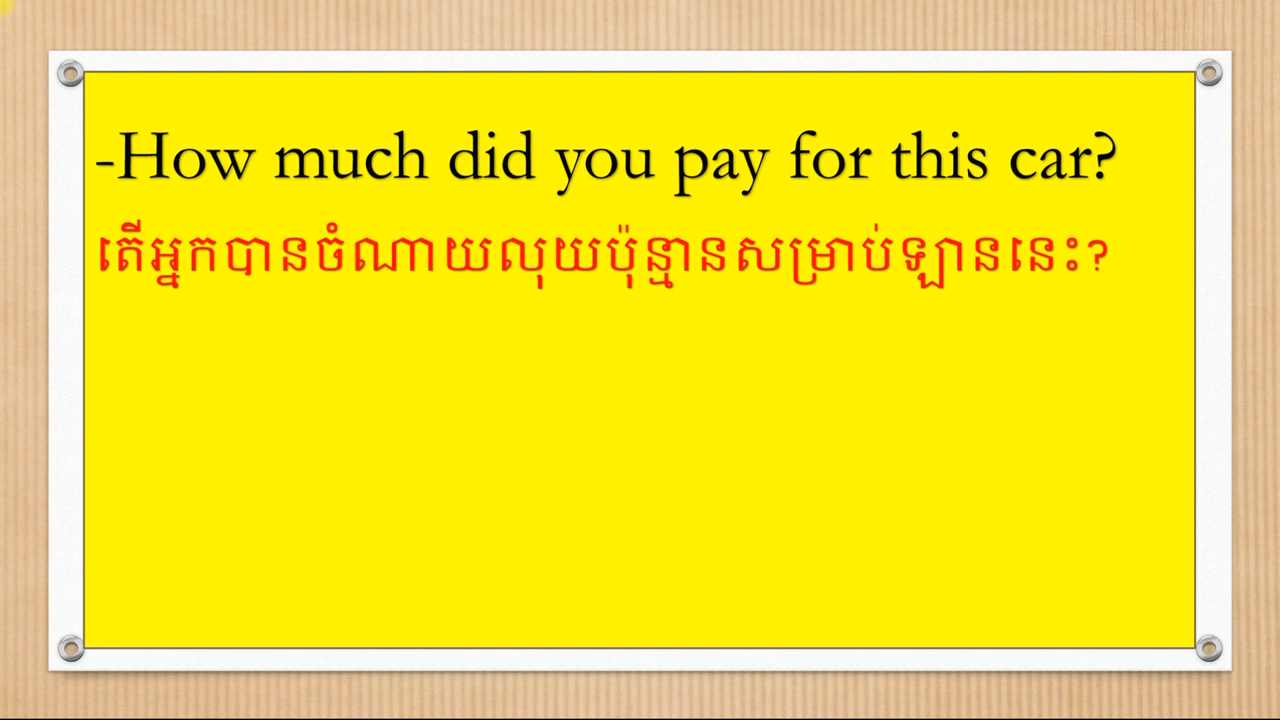 -How much did you pay for this car?
តើអ្នកបានចំណាយលុយប៉ុន្មានសម្រាប់ឡាននេះ?